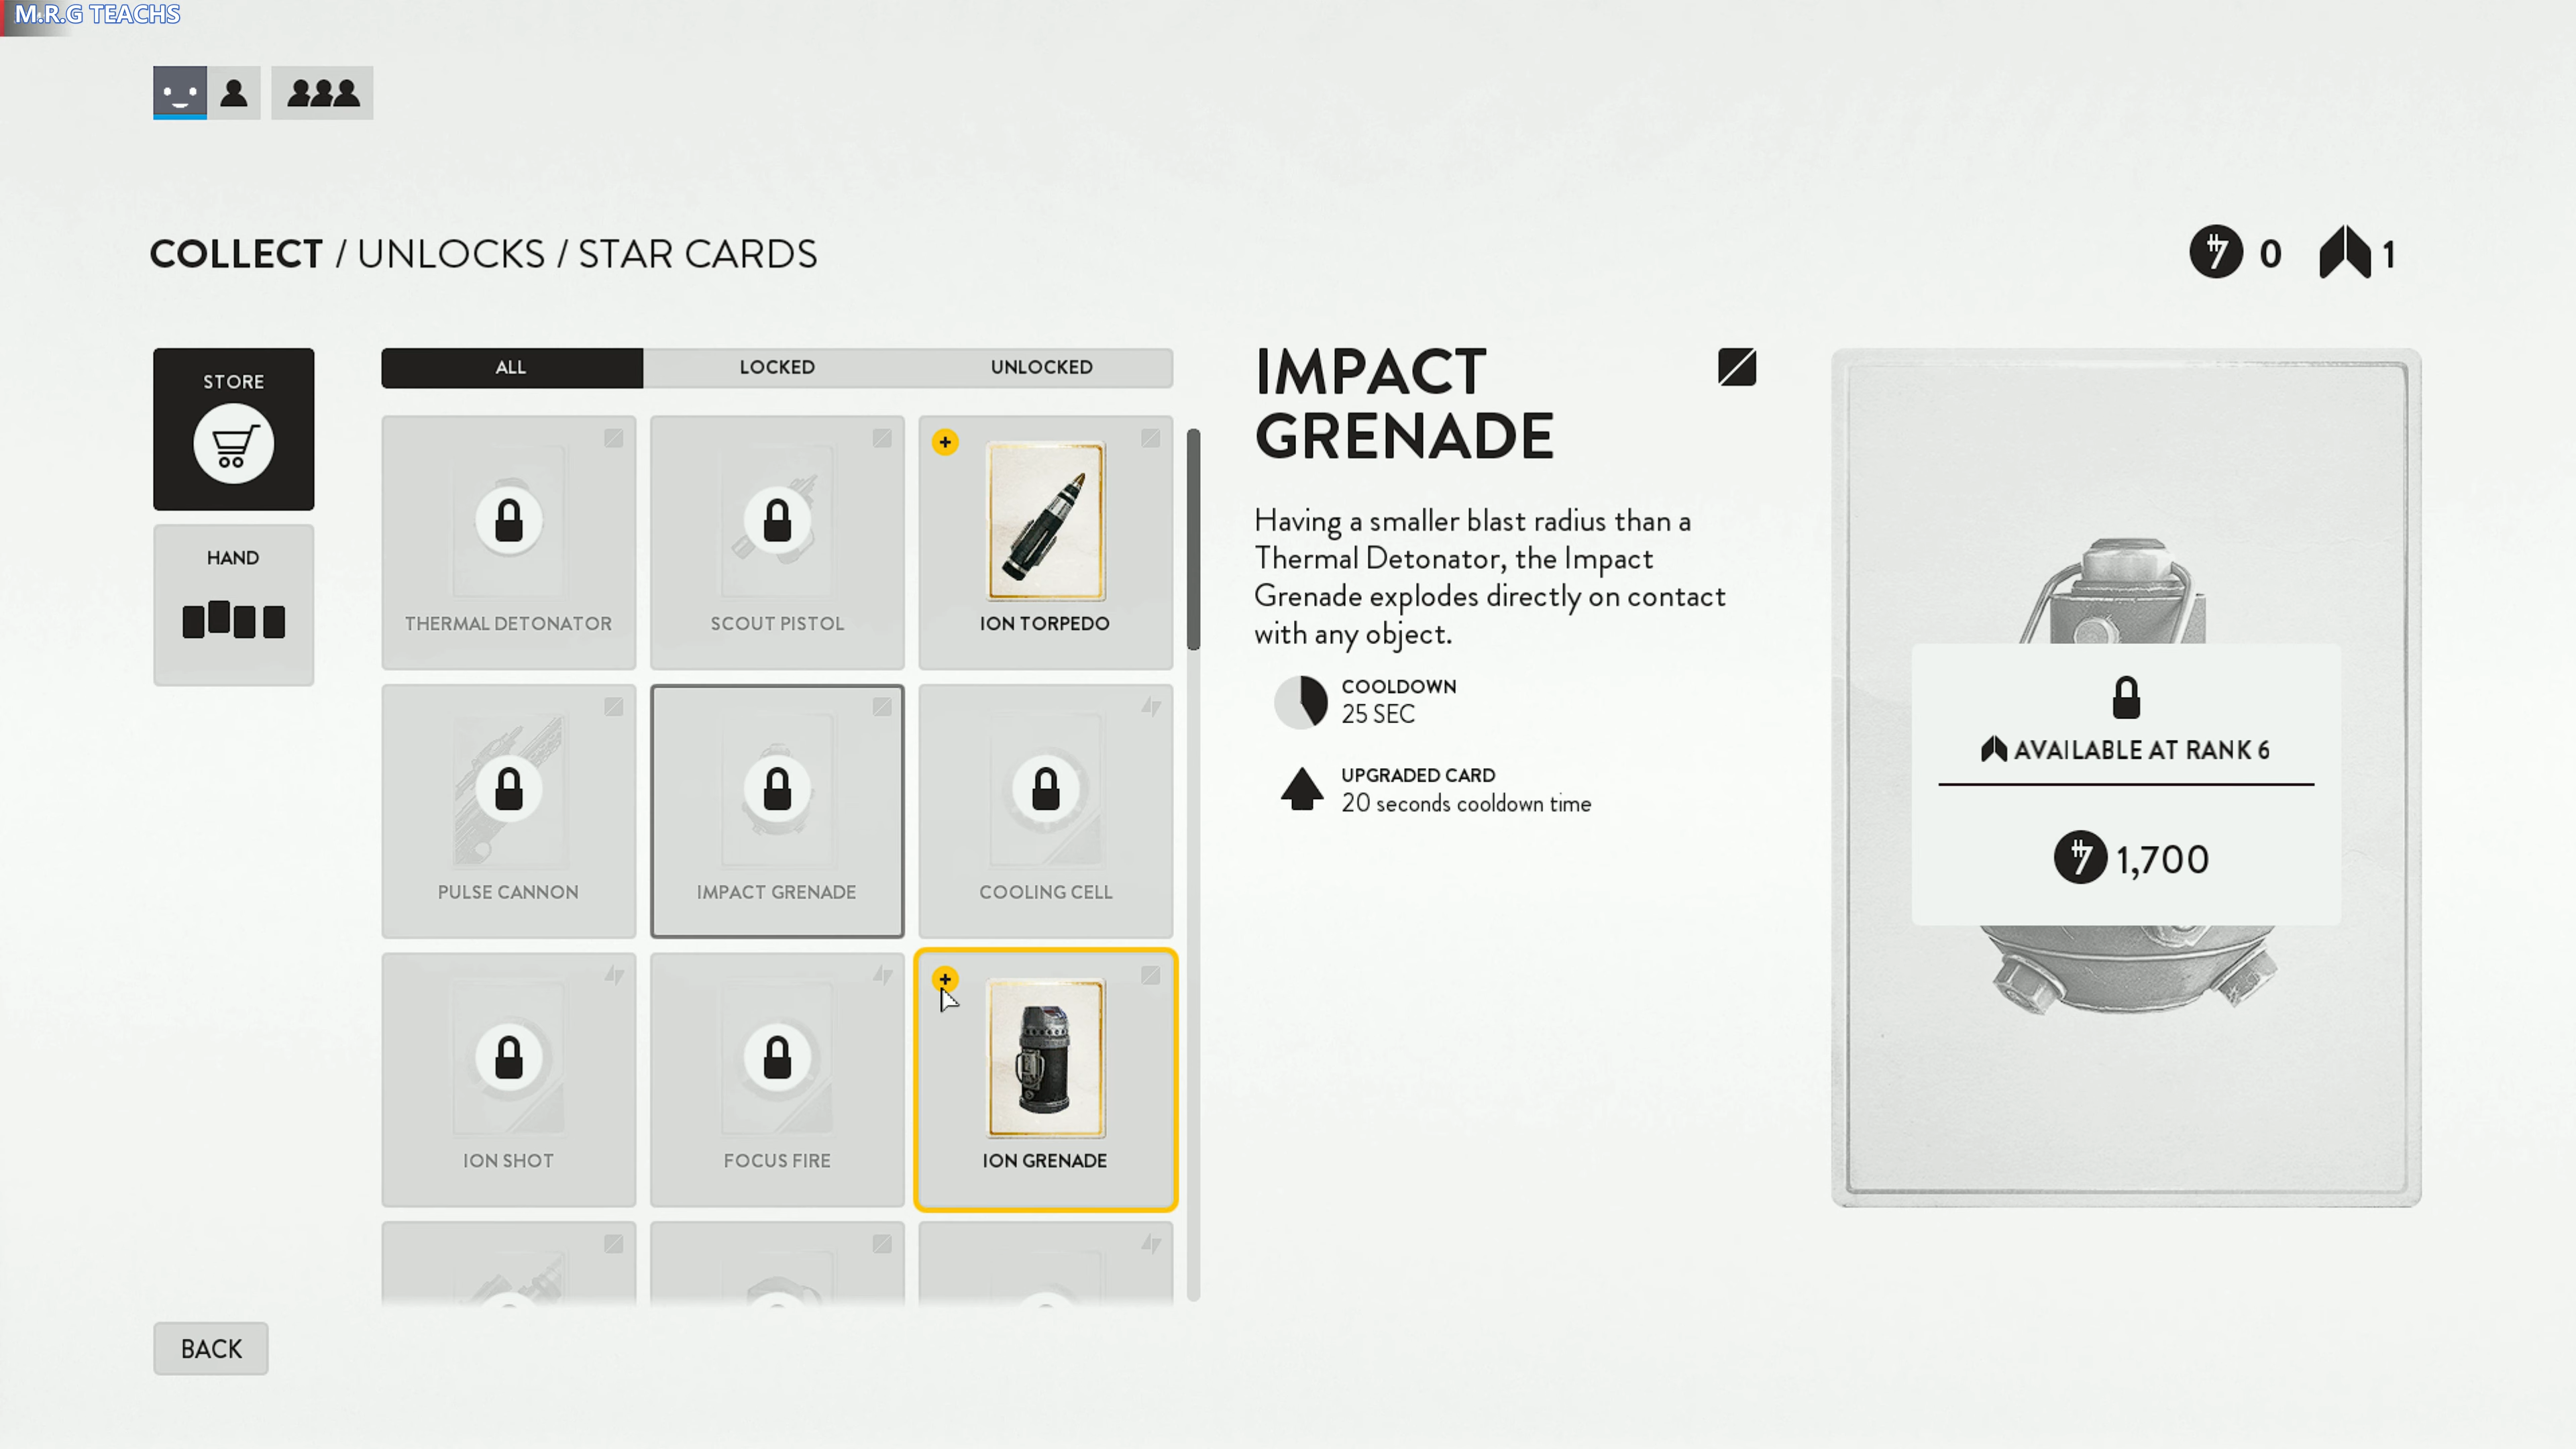 M.R.G TEACHS
COLLECT / UNLOCKS / STAR CARDS
0
1
STORE
HAND
ALL
LOCKED
UNLOCKED
THERMAL DETONATOR
SCOUT PISTOL
ION TORPEDO
PULSE CANNON
IMPACT GRENADE
COOLING CELL
ION SHOT
FOCUS FIRE
ION GRENADE
IMPACT
GRENADE
Having a smaller blast radius than a
Thermal Detonator, the Impact
Grenade explodes directly on contact
with any object.
COOLDOWN
25 SEC
UPGRADED CARD
20 seconds cooldown time
AVAILABLE AT RANK 6
1,700
BACK